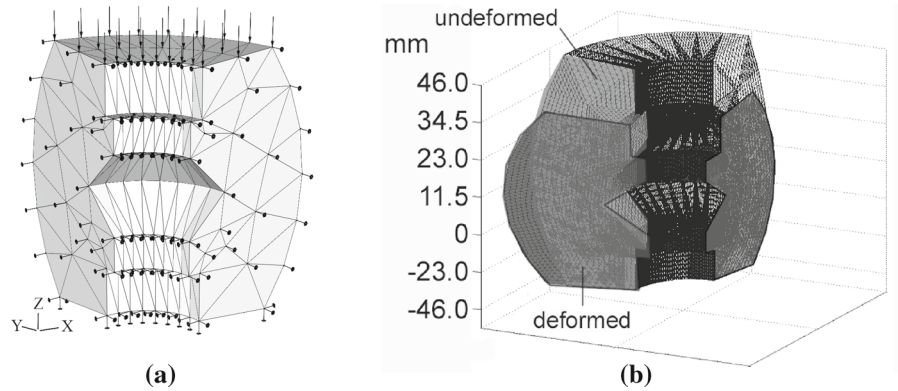 undeformed
mm
46.0
34.5
23.0
11.5
0
-23.0
-46.0
deformed
Z
Y X
(a)
(b)